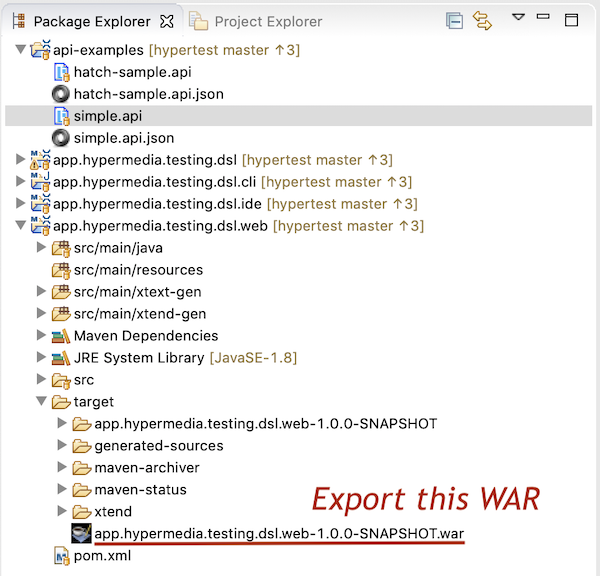 Package Explorer Project Explorer
api-examples [hypertest master ↑3]
hatch-sample.api
hatch-sample.api.json
simple.api
simple.api.json
app.hypermedia.testing.dsl [hypertest master ↑3]
app.hypermedia.testing.dsl.cli [hypertest master ↑3]
app.hypermedia.testing.dsl.ide [hypertest master ↑3]
app.hypermedia.testing.dsl.web [hypertest master ↑3]
src/main/java
src/main/resources
src/main/xtext-gen
src/main/xtend-gen
Maven Dependencies
JRE System Library [JavaSE-1.8]
src
target
app.hypermedia.testing.dsl.web-1.0.0-SNAPSHOT
generated-sources
maven-archiver
maven-status
Export this WAR
xtend
app.hypermedia.testing.dsl.web-1.0.0-SNAPSHOT.war
pom.xml